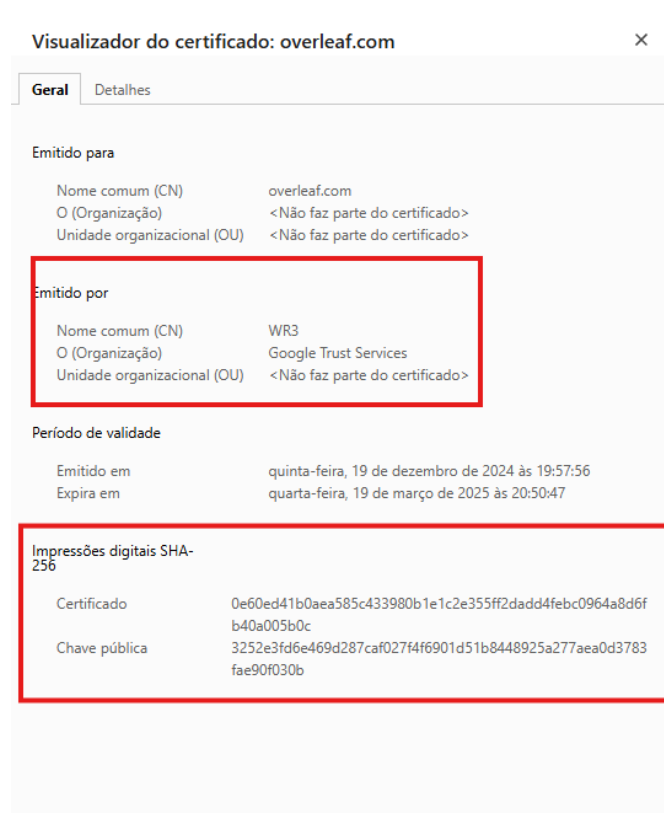 Visualizador do certificado: overleaf.com
Geral Detalhes
Emitido para
Nome comum (CN) overleaf.com
O (Organização) <Não faz parte do certificado>
Unidade organizacional (OU) <Não faz parte do certificado>
Emitido por
Nome comum (CN) WR3
O (Organização) Google Trust Services
Unidade organizacional (OU) <Não faz parte do certificado>
Período de validade
Emitido em quinta-feira, 19 de dezembro de 2024 às 19:57:56
Expira em quarta-feira, 19 de março de 2025 às 20:50:47
Impressões digitais SHA-
256
Certificado 0e60ed41b0aea585c433980b1e1c2e355ff2dadd4febc0964a8d6f
b40a005b0c
Chave pública 3252e3fd6e469d287caf027f4f6901d51b8448925a277aea0d3783
fae90f030b